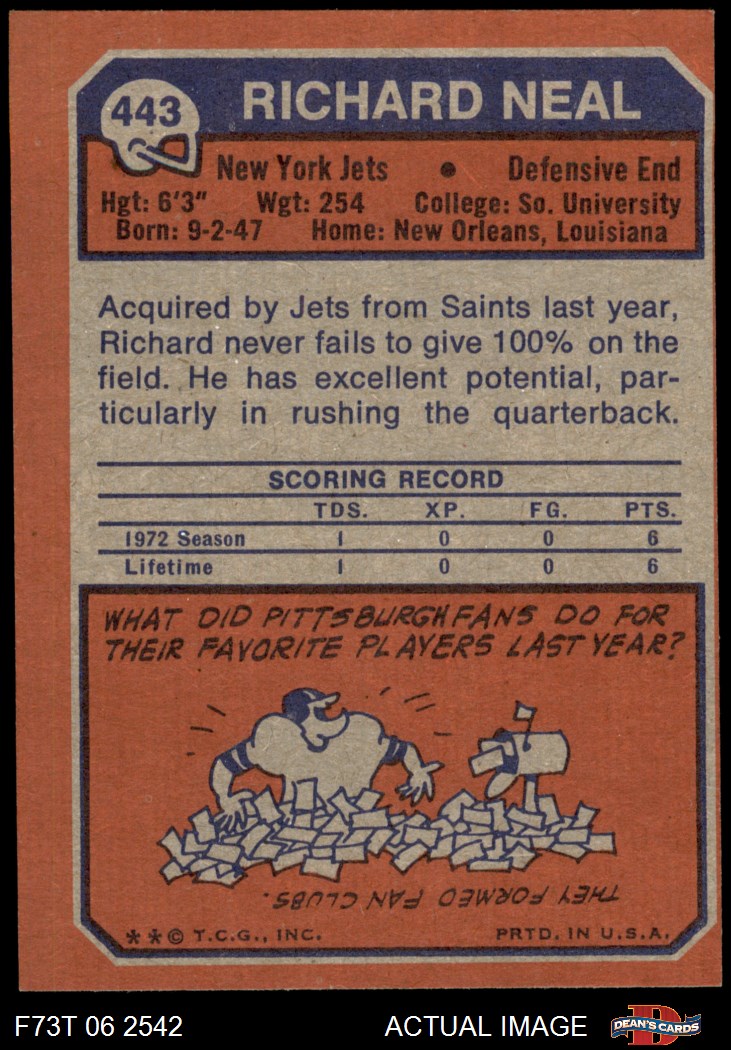 443 RICHARD NEAL
New York Jets • Defensive End
Hgt: 6'3" Wgt: 254 College: So. University
Born: 9-2-47 Home: New Orleans, Louisiana
Acquired by Jets from Saints last year,
Richard never fails to give 100% on the
field. He has excellent potential, par-
ticularly in rushing the quarterback.
SCORING RECORD
TDS. XP. FG. PTS.
1972 Season 1 0 0 6
Lifetime 1 0 0 6
WHAT DID PITTSBURGH FANS DO FOR
THEIR FAVORITE PLAYERS LAST YEAR?
THEY FORMED FAN CLUBS.
**© T.C.G., INC. PRTD. IN U.S.A.
F73T 06 2542 ACTUAL IMAGE D DEAN'S CARDS